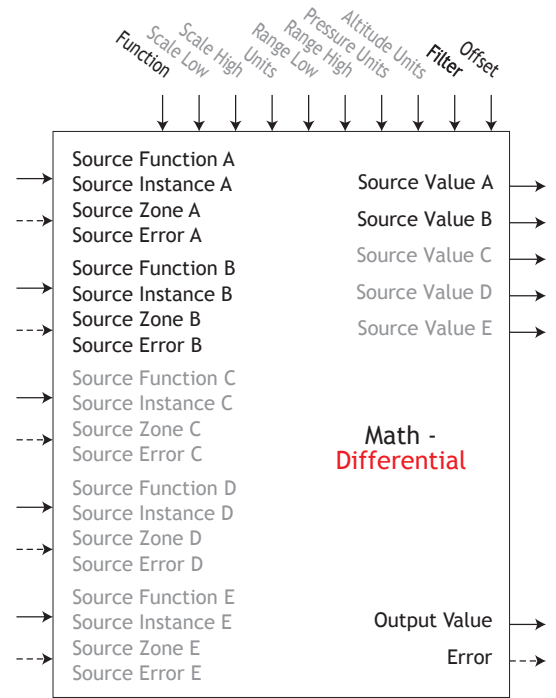 Function
Scale Low
Scale High
Units
Range Low
Range High
Pressure Units
Altitude Units
Filter
Offset
Source Function A
Source Instance A
Source Zone A
Source Error A
Source Function B
Source Instance B
Source Zone B
Source Error B
Source Function C
Source Instance C
Source Zone C
Source Error C
Source Function D
Source Instance D
Source Zone D
Source Error D
Source Function E
Source Instance E
Source Zone E
Source Error E
Source Value A
Source Value B
Source Value C
Source Value D
Source Value E
Math -
Differential
Output Value
Error